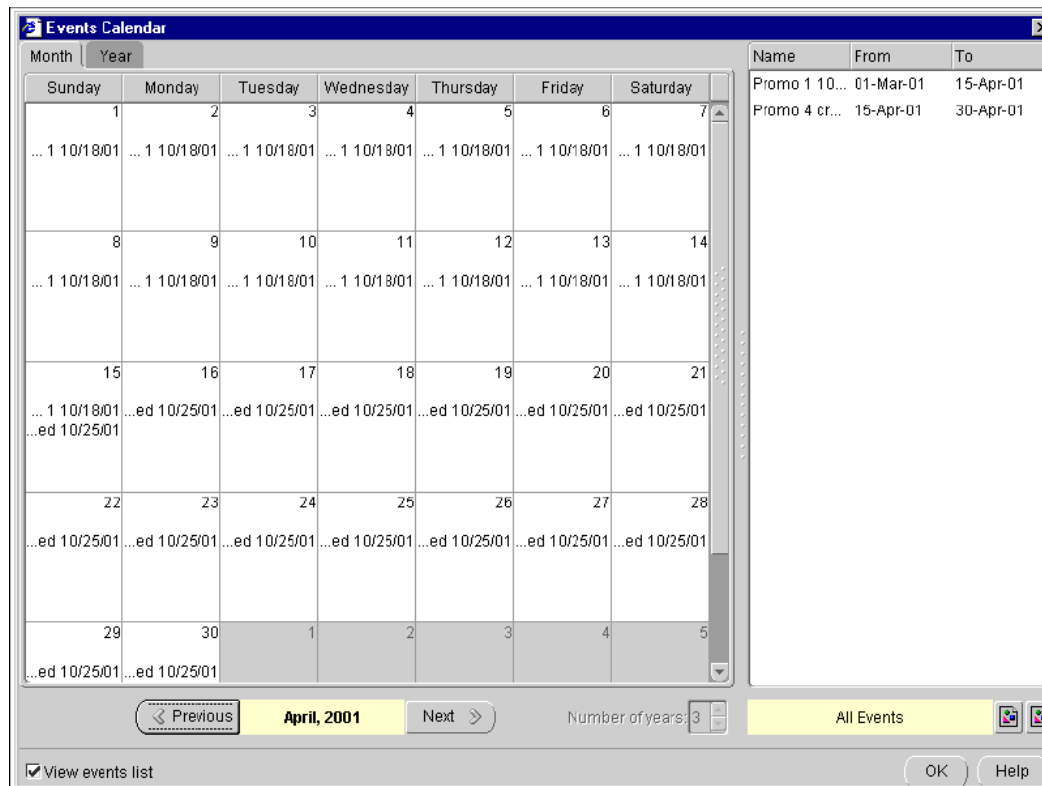 Events Calendar
Month Year
Sunday Monday Tuesday Wednesday Thursday Friday Saturday
1 2 3 4 5 6 7
... 1 10/18/01 ... 1 10/18/01 ... 1 10/18/01 ... 1 10/18/01 ... 1 10/18/01 ... 1 10/18/01 ... 1 10/18/01
8 9 10 11 12 13 14
... 1 10/18/01 ... 1 10/18/01 ... 1 10/18/01 ... 1 10/18/01 ... 1 10/18/01 ... 1 10/18/01 ... 1 10/18/01
15 16 17 18 19 20 21
... 1 10/18/01 ...ed 10/25/01 ...ed 10/25/01 ...ed 10/25/01 ...ed 10/25/01 ...ed 10/25/01 ...ed 10/25/01
...ed 10/25/01
22 23 24 25 26 27 28
...ed 10/25/01 ...ed 10/25/01 ...ed 10/25/01 ...ed 10/25/01 ...ed 10/25/01 ...ed 10/25/01 ...ed 10/25/01
29 30 1 2 3 4 5
...ed 10/25/01 ...ed 10/25/01
Previous April, 2001 Next Number of years: 3
Name From To
Promo 1 10... 01-Mar-01 15-Apr-01
Promo 4 cr... 15-Apr-01 30-Apr-01
All Events
View events list
OK Help